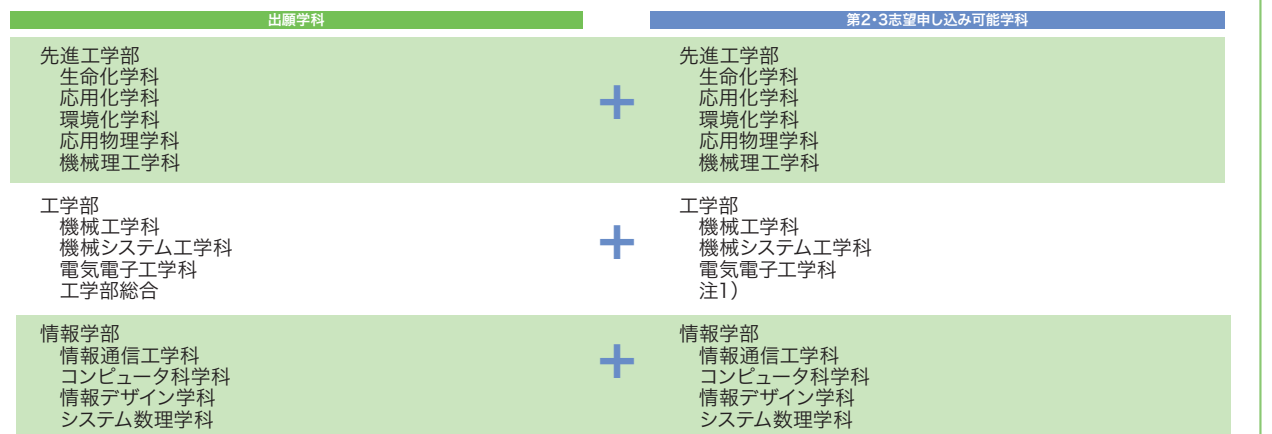 出願学科
第2・3志望申し込み可能学科
先進工学部
生命化学科
応用化学科
環境化学科
応用物理学科
機械理工学科
+
先進工学部
生命化学科
応用化学科
環境化学科
応用物理学科
機械理工学科
工学部
機械工学科
機械システム工学科
電気電子工学科
工学部総合
+
工学部
機械工学科
機械システム工学科
電気電子工学科
注1)
情報学部
情報通信工学科
コンピュータ科学科
情報デザイン学科
システム数理学科
+
情報学部
情報通信工学科
コンピュータ科学科
情報デザイン学科
システム数理学科